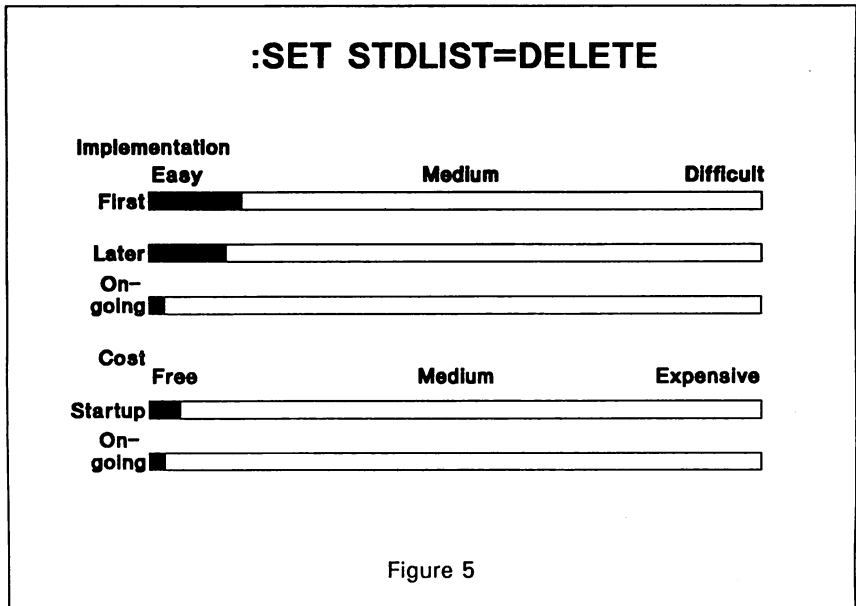 :SET STDLIST=DELETE
Implementation
Easy Medium Difficult
First
Later
On-
going
Cost
Free Medium Expensive
Startup
On-
going
Figure 5